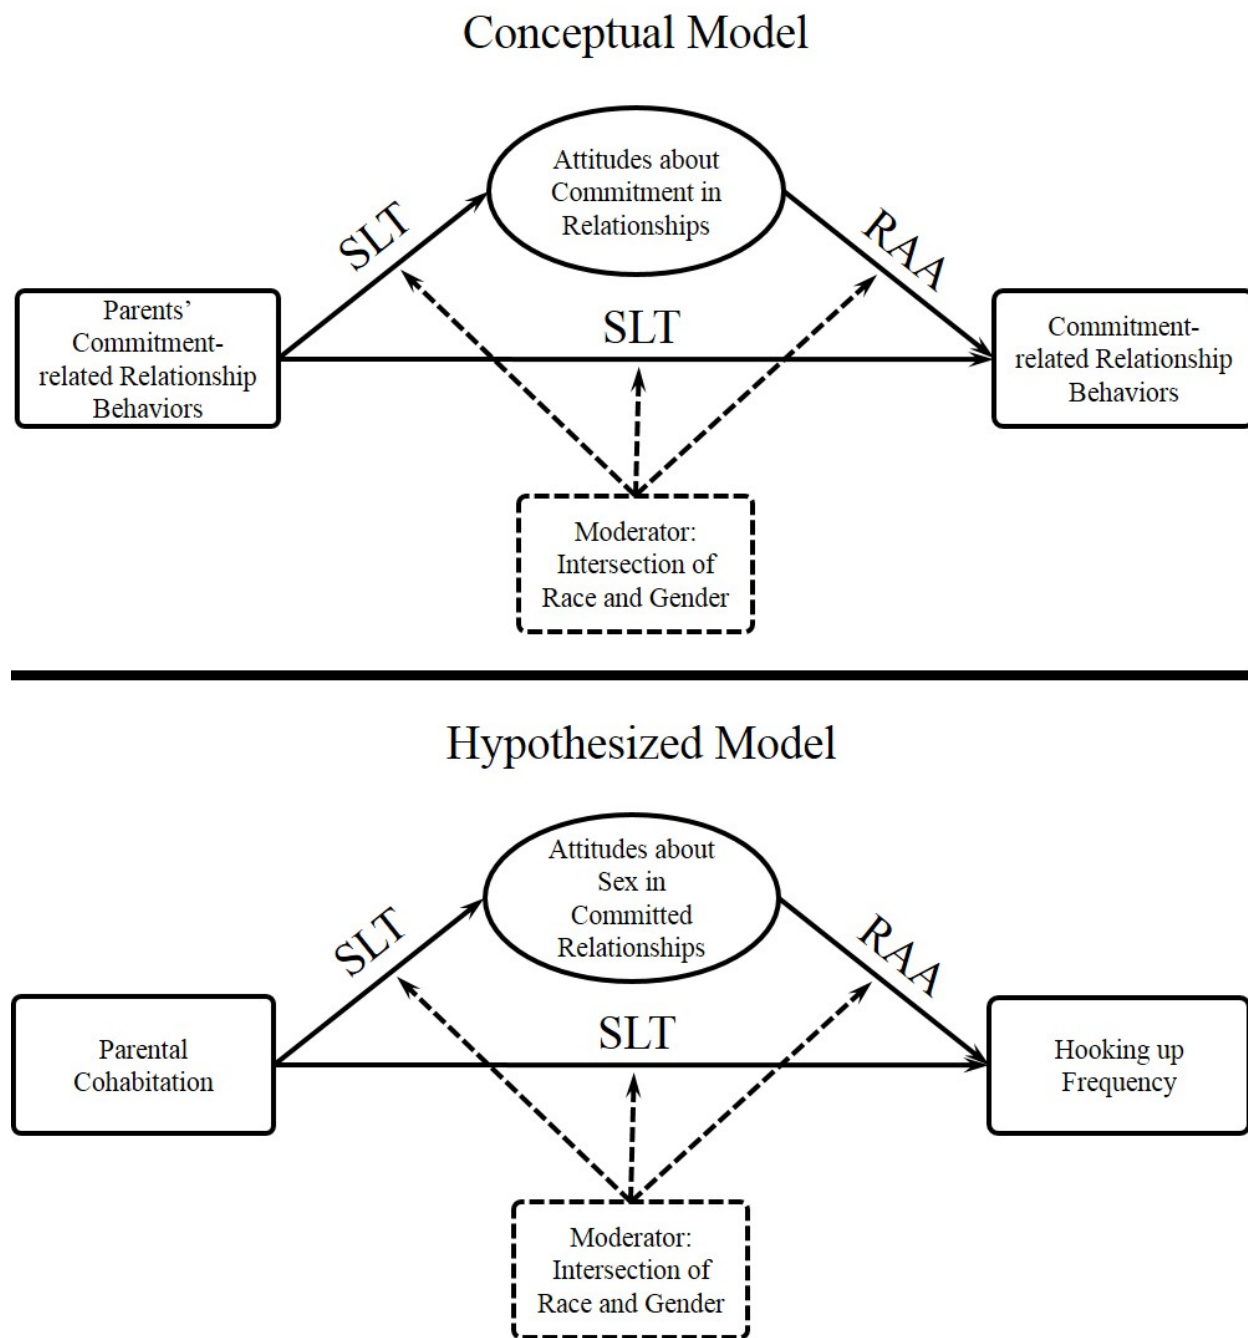 Conceptual Model
Attitudes about
Commitment in
Relationships
SLT
RAA
Parents’
Commitment-
related Relationship
Behaviors
SLT
Commitment-
related Relationship
Behaviors
Moderator:
Intersection of
Race and Gender
Hypothesized Model
Attitudes about
Sex in
Committed
Relationships
SLT
RAA
Parental
Cohabitation
SLT
Hooking up
Frequency
Moderator:
Intersection of
Race and Gender